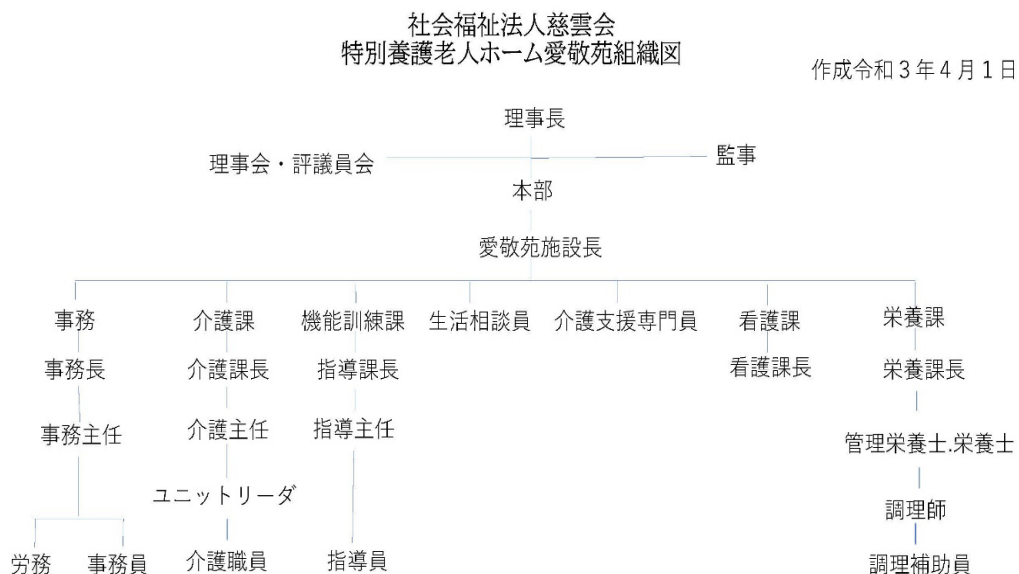 社会福祉法人慈雲会
特別養護老人ホーム愛敬苑組織図
作成令和3年4月1日
理事長
理事会・評議員会
監事
本部
愛敬苑施設長
事務
介護課
機能訓練課
生活相談員
介護支援専門員
看護課
栄養課
事務長
介護課長
指導課長
看護課長
栄養課長
事務主任
介護主任
指導主任
管理栄養士.栄養士
ユニットリーダ
調理師
労務
事務員
介護職員
指導員
調理補助員